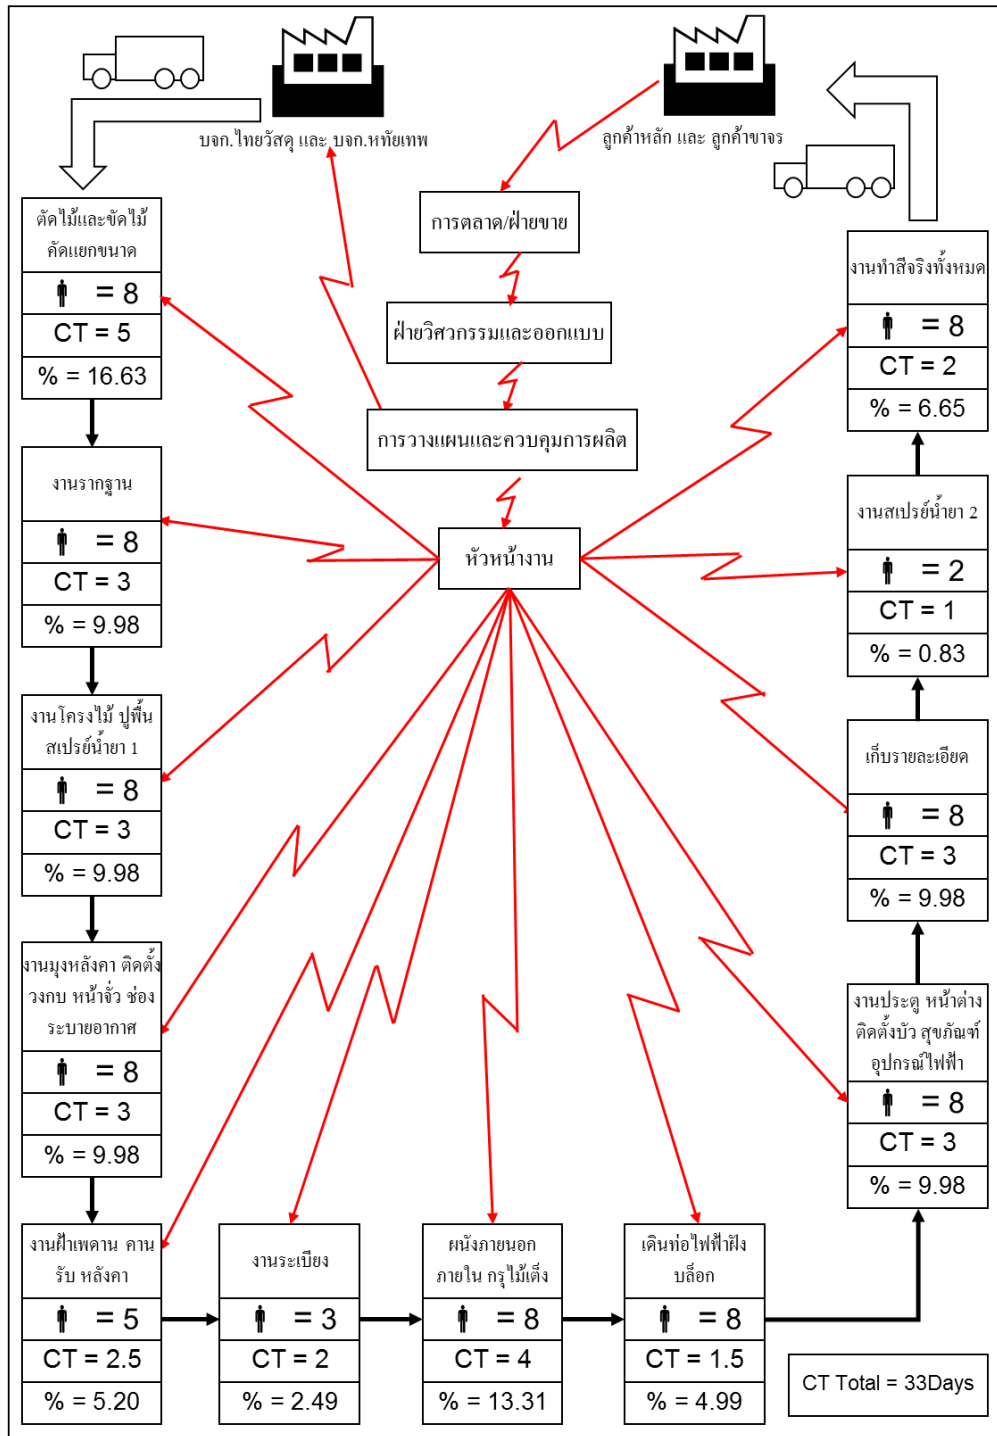 บจก.ไทยวัสดุ และ บจก.หทัยเทพ
ลูกค้าหลัก และ ลูกค้าขาจร
การตลาด/ฝ่ายขาย
ฝ่ายวิศวกรรมและออกแบบ
การวางแผนและควบคุมการผลิต
หัวหน้างาน
ตัดไม้และขัดไม้
คัดแยกขนาด
= 8
CT = 5
% = 16.63
งานรากฐาน
= 8
CT = 3
% = 9.98
งานโครงไม้ ปูพื้น
สเปรย์น้ำยา 1
= 8
CT = 3
% = 9.98
งานมุงหลังคา ติดตั้ง
วงกบ หน้าจั่ว ช่อง
ระบายอากาศ
= 8
CT = 3
% = 9.98
งานฝ้าเพดาน คาน
รับ หลังคา
= 5
CT = 2.5
% = 5.20
งานระเบียง
= 3
CT = 2
% = 2.49
ผนังภายนอก
ภายใน กรุไม้เต็ง
= 8
CT = 4
% = 13.31
เดินท่อไฟฟ้าฝัง
บล็อก
= 8
CT = 1.5
% = 4.99
งานประตู หน้าต่าง
ติดตั้งบัว สุขภัณฑ์
อุปกรณ์ไฟฟ้า
= 8
CT = 3
% = 9.98
เก็บรายละเอียด
= 8
CT = 3
% = 9.98
งานสเปรย์น้ำยา 2
= 2
CT = 1
% = 0.83
งานทำสีจริงทั้งหมด
= 8
CT = 2
% = 6.65
CT Total = 33Days